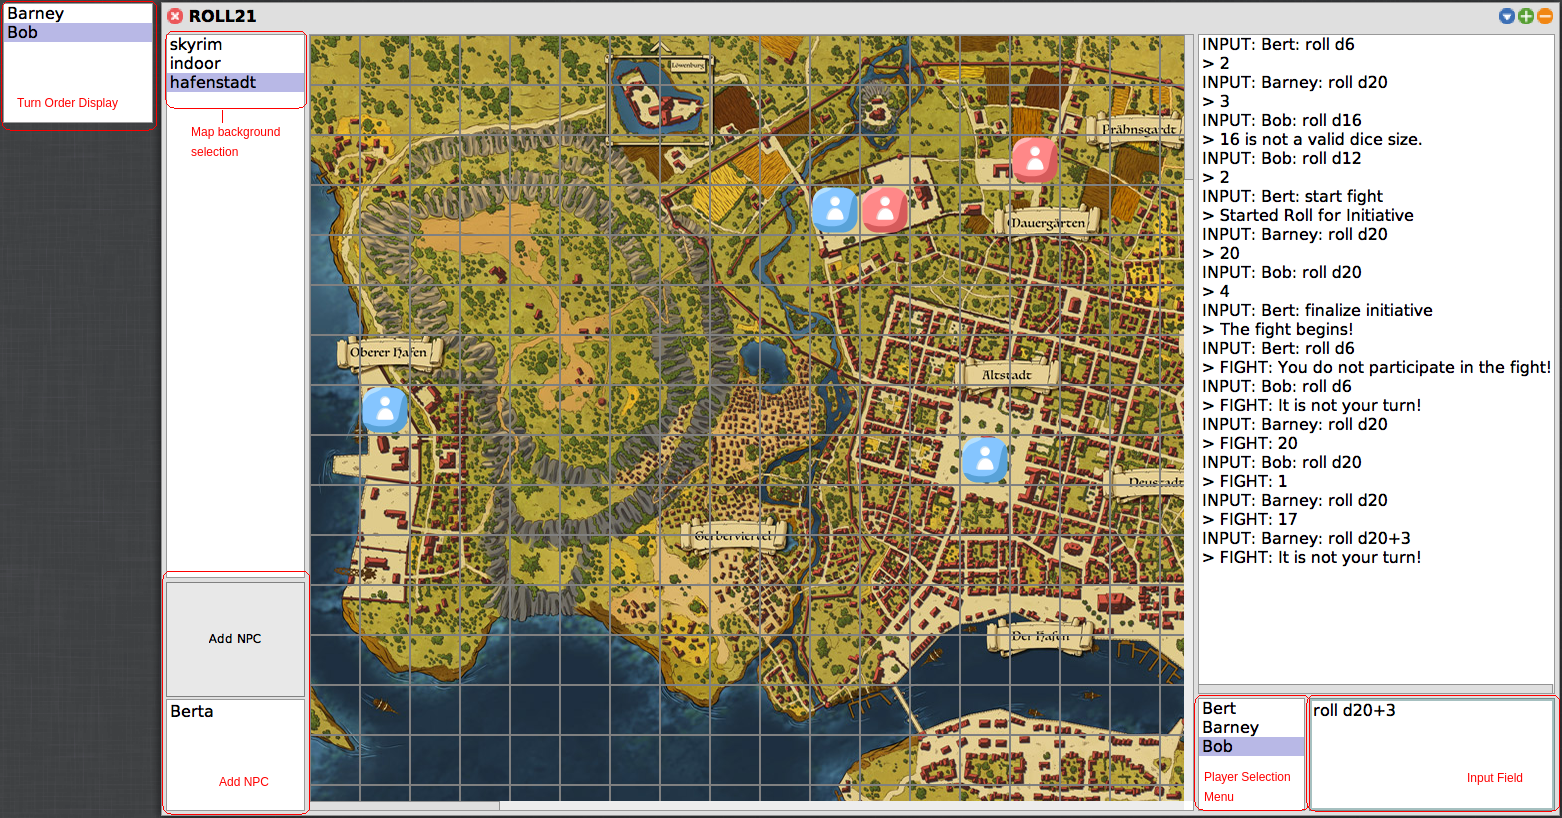 Barney
Bob
Turn Order Display
ROLL21
skyrim
indoor
hafenstadt
Map background
selection
Add NPC
Berta
Add NPC
Löwenburg
Prähnsgardt
Dauergärten
Oberer Hafen
Altstadt
Neustadt
Gerberviertel
Der Hafen
INPUT: Bert: roll d6
> 2
INPUT: Barney: roll d20
> 3
INPUT: Bob: roll d16
> 16 is not a valid dice size.
INPUT: Bob: roll d12
> 2
INPUT: Bert: start fight
> Started Roll for Initiative
INPUT: Barney: roll d20
> 20
INPUT: Bob: roll d20
> 4
INPUT: Bert: finalize initiative
> The fight begins!
INPUT: Bert: roll d6
> FIGHT: You do not participate in the fight!
INPUT: Bob: roll d6
> FIGHT: It is not your turn!
INPUT: Barney: roll d20
> FIGHT: 20
INPUT: Bob: roll d20
> FIGHT: 1
INPUT: Barney: roll d20
> FIGHT: 17
INPUT: Barney: roll d20+3
> FIGHT: It is not your turn!
Bert
Barney
Bob
Player Selection
Menu
roll d20+3
Input Field